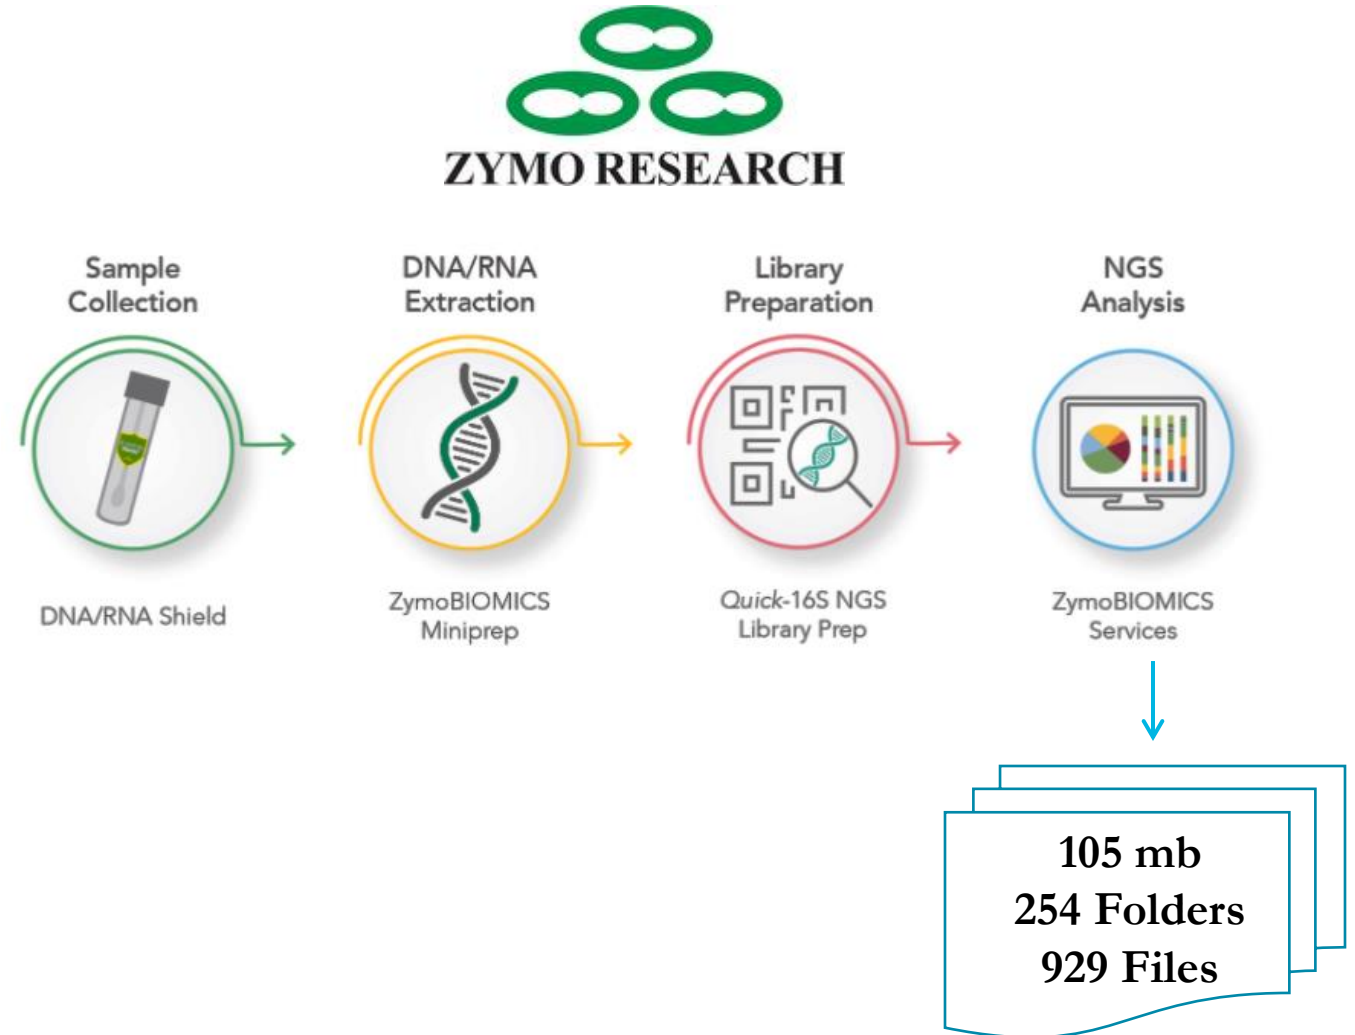 ZYMO RESEARCH
Sample
Collection
DNA/RNA Shield
DNA/RNA
Extraction
ZymoBIOMICS
Miniprep
Library
Preparation
Quick-16S NGS
Library Prep
NGS
Analysis
ZymoBIOMICS
Services
105 mb
254 Folders
929 Files